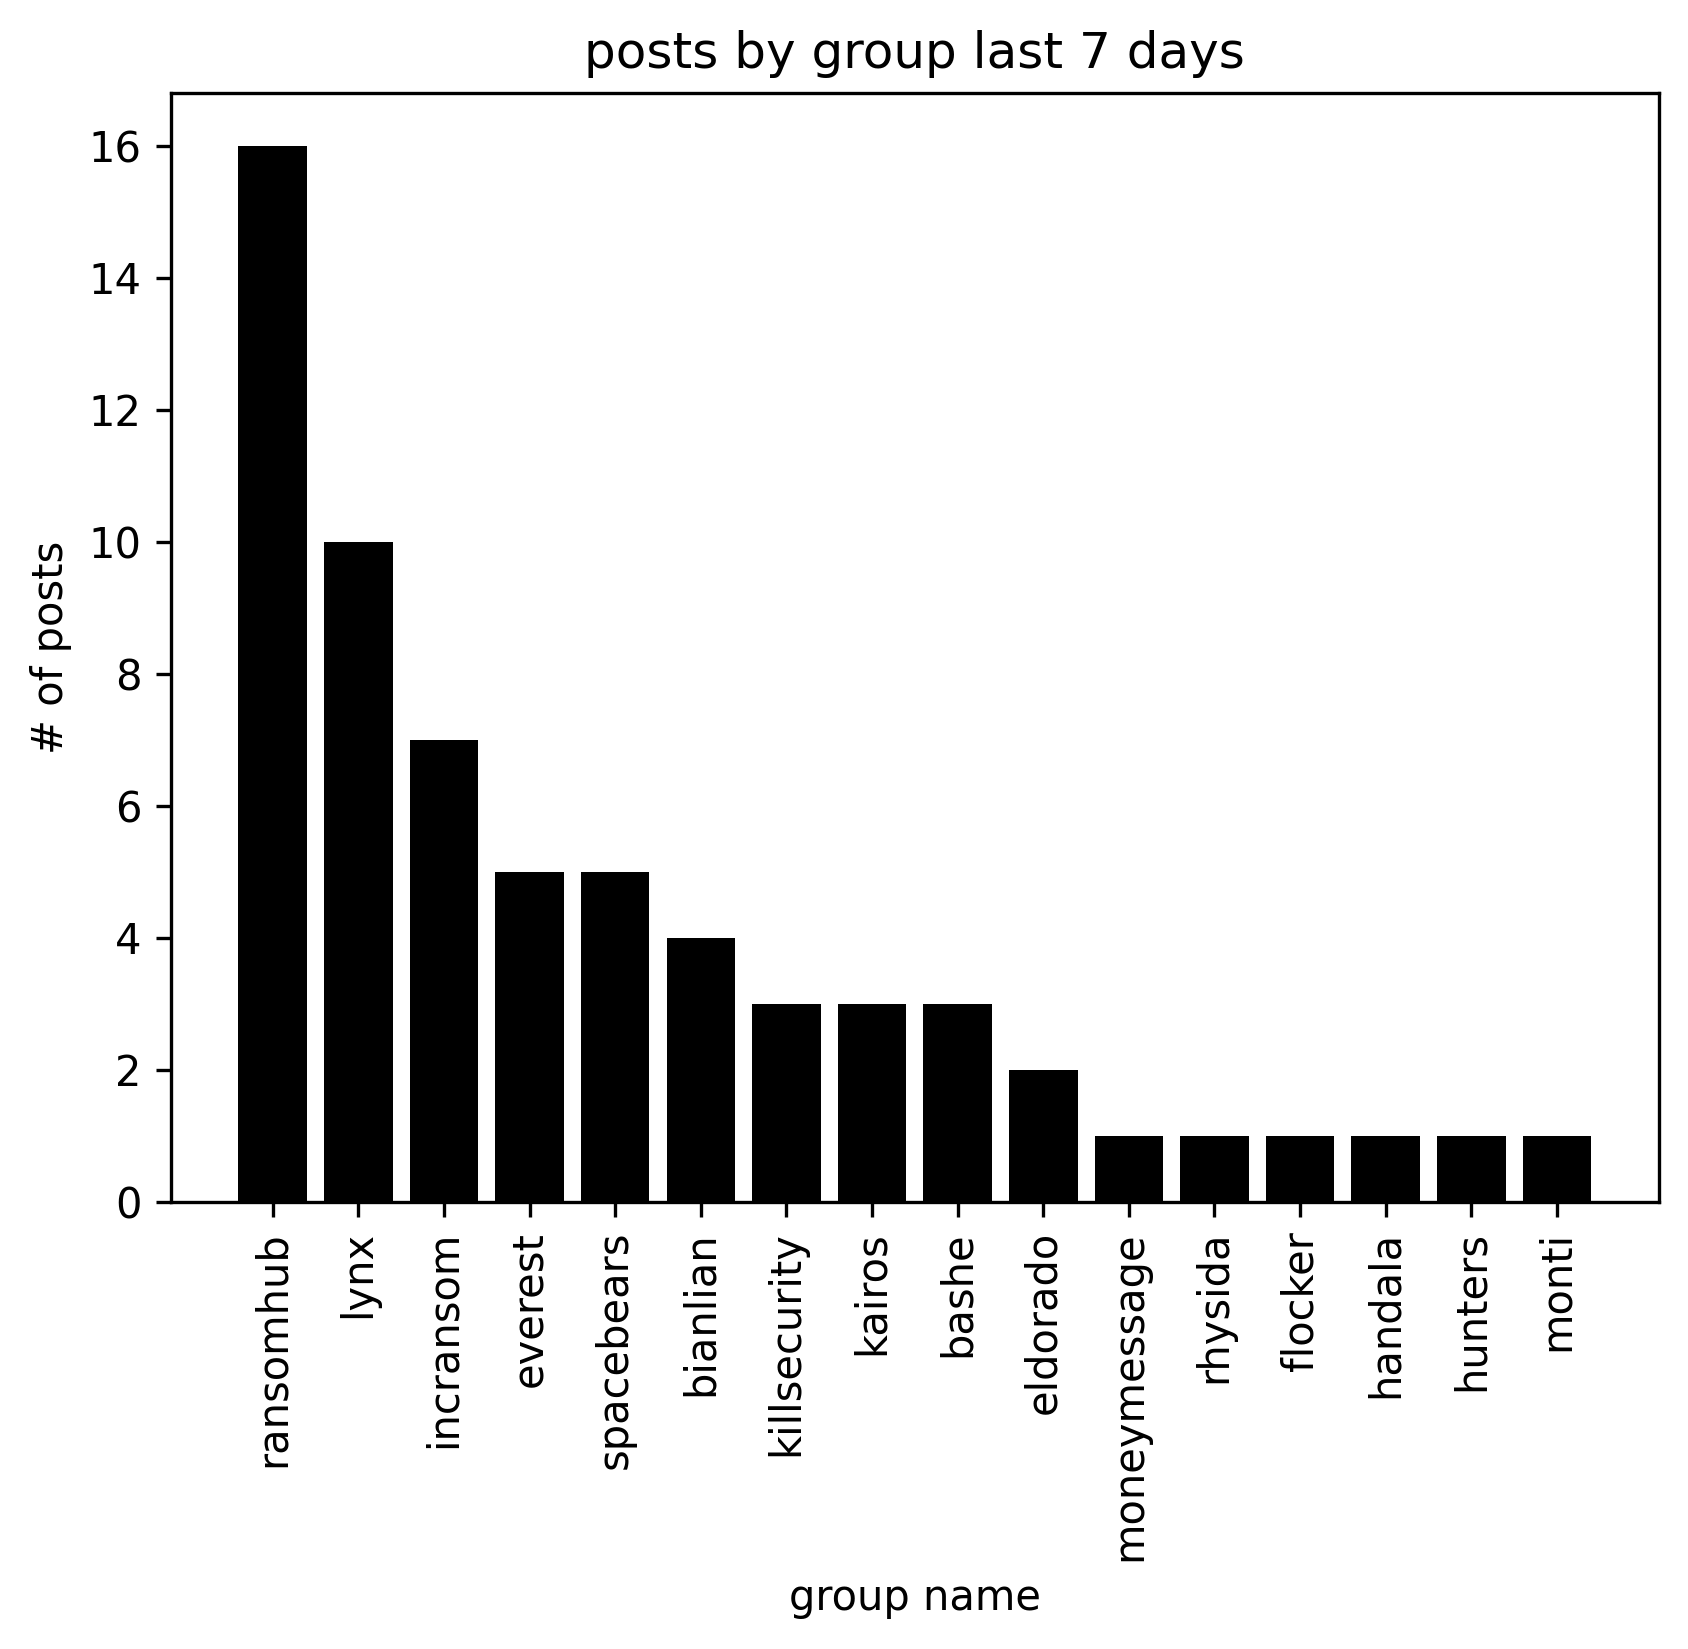 posts by group last 7 days
# of posts
16
14
12
10
8
6
4
2
0
ransomhub
lynx
incransom
everest
spacebears
bianlian
killsecurity
kairos
bashe
eldorado
moneymessage
rhysida
flocker
handala
hunters
monti
group name